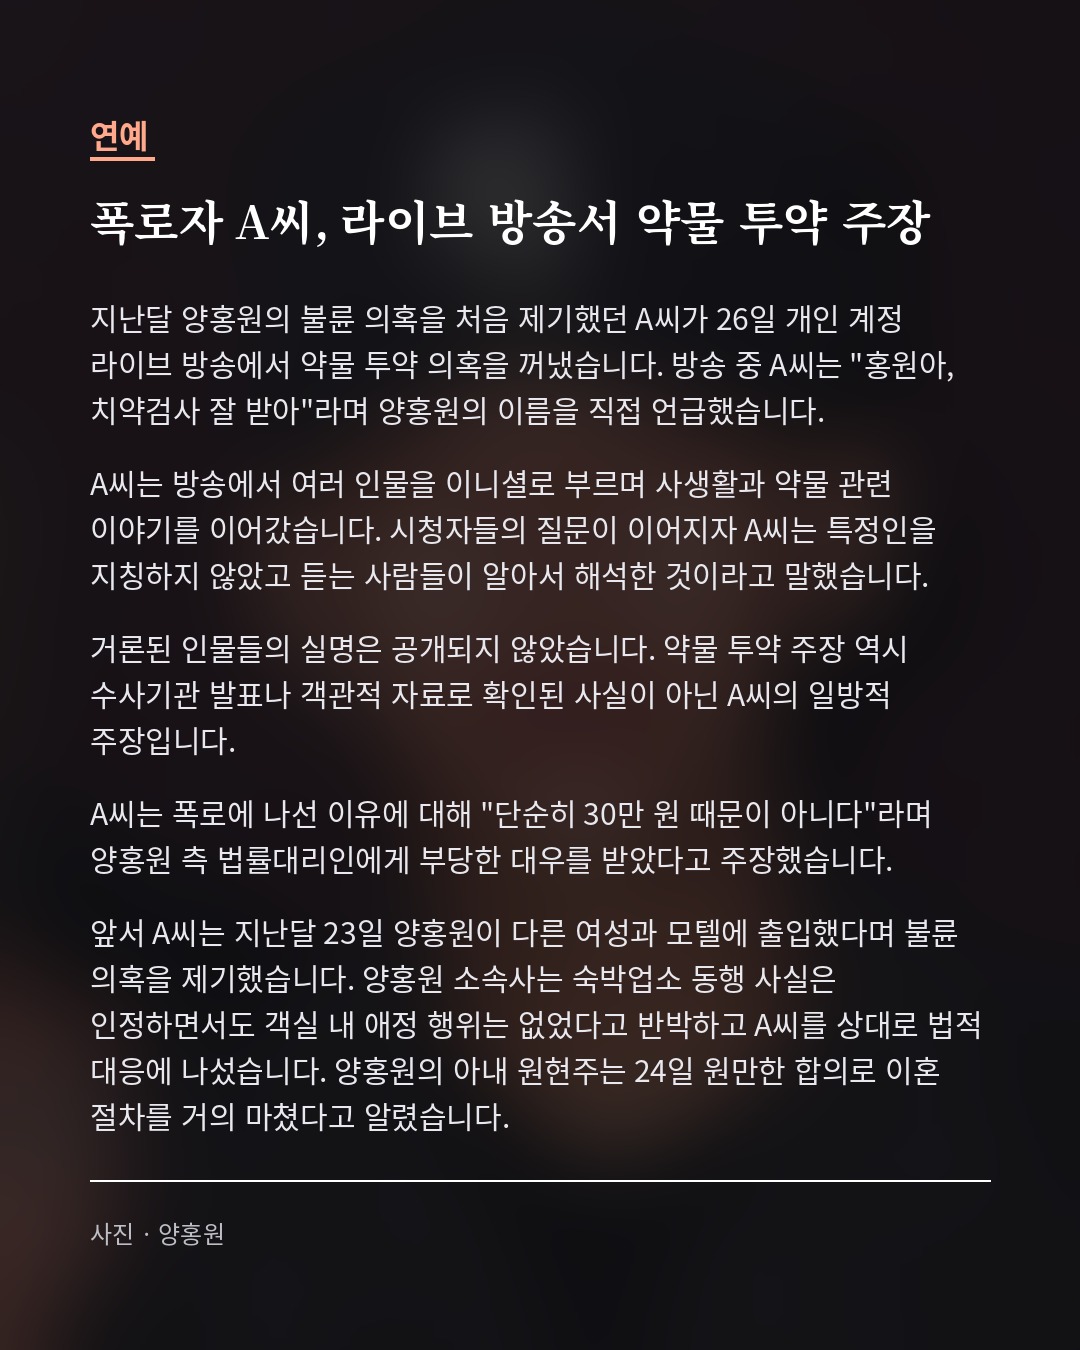 연예
폭로자 A씨, 라이브 방송서 약물 투약 주장
지난달 양홍원의 불륜 의혹을 처음 제기했던 A씨가 26일 개인 계정
라이브 방송에서 약물 투약 의혹을 꺼냈습니다. 방송 중 A씨는 "홍원아,
치약검사 잘 받아"라며 양홍원의 이름을 직접 언급했습니다.
A씨는 방송에서 여러 인물을 이니셜로 부르며 사생활과 약물 관련
이야기를 이어갔습니다. 시청자들의 질문이 이어지자 A씨는 특정인을
지칭하지 않았고 듣는 사람들이 알아서 해석한 것이라고 말했습니다.
거론된 인물들의 실명은 공개되지 않았습니다. 약물 투약 주장 역시
수사기관 발표나 객관적 자료로 확인된 사실이 아닌 A씨의 일방적
주장입니다.
A씨는 폭로에 나선 이유에 대해 "단순히 30만 원 때문이 아니다"라며
양홍원 측 법률대리인에게 부당한 대우를 받았다고 주장했습니다.
앞서 A씨는 지난달 23일 양홍원이 다른 여성과 모텔에 출입했다며 불륜
의혹을 제기했습니다. 양홍원 소속사는 숙박업소 동행 사실은
인정하면서도 객실 내 애정 행위는 없었다고 반박하고 A씨를 상대로 법적
대응에 나섰습니다. 양홍원의 아내 원현주는 24일 원만한 합의로 이혼
절차를 거의 마쳤다고 알렸습니다.
사진 · 양홍원